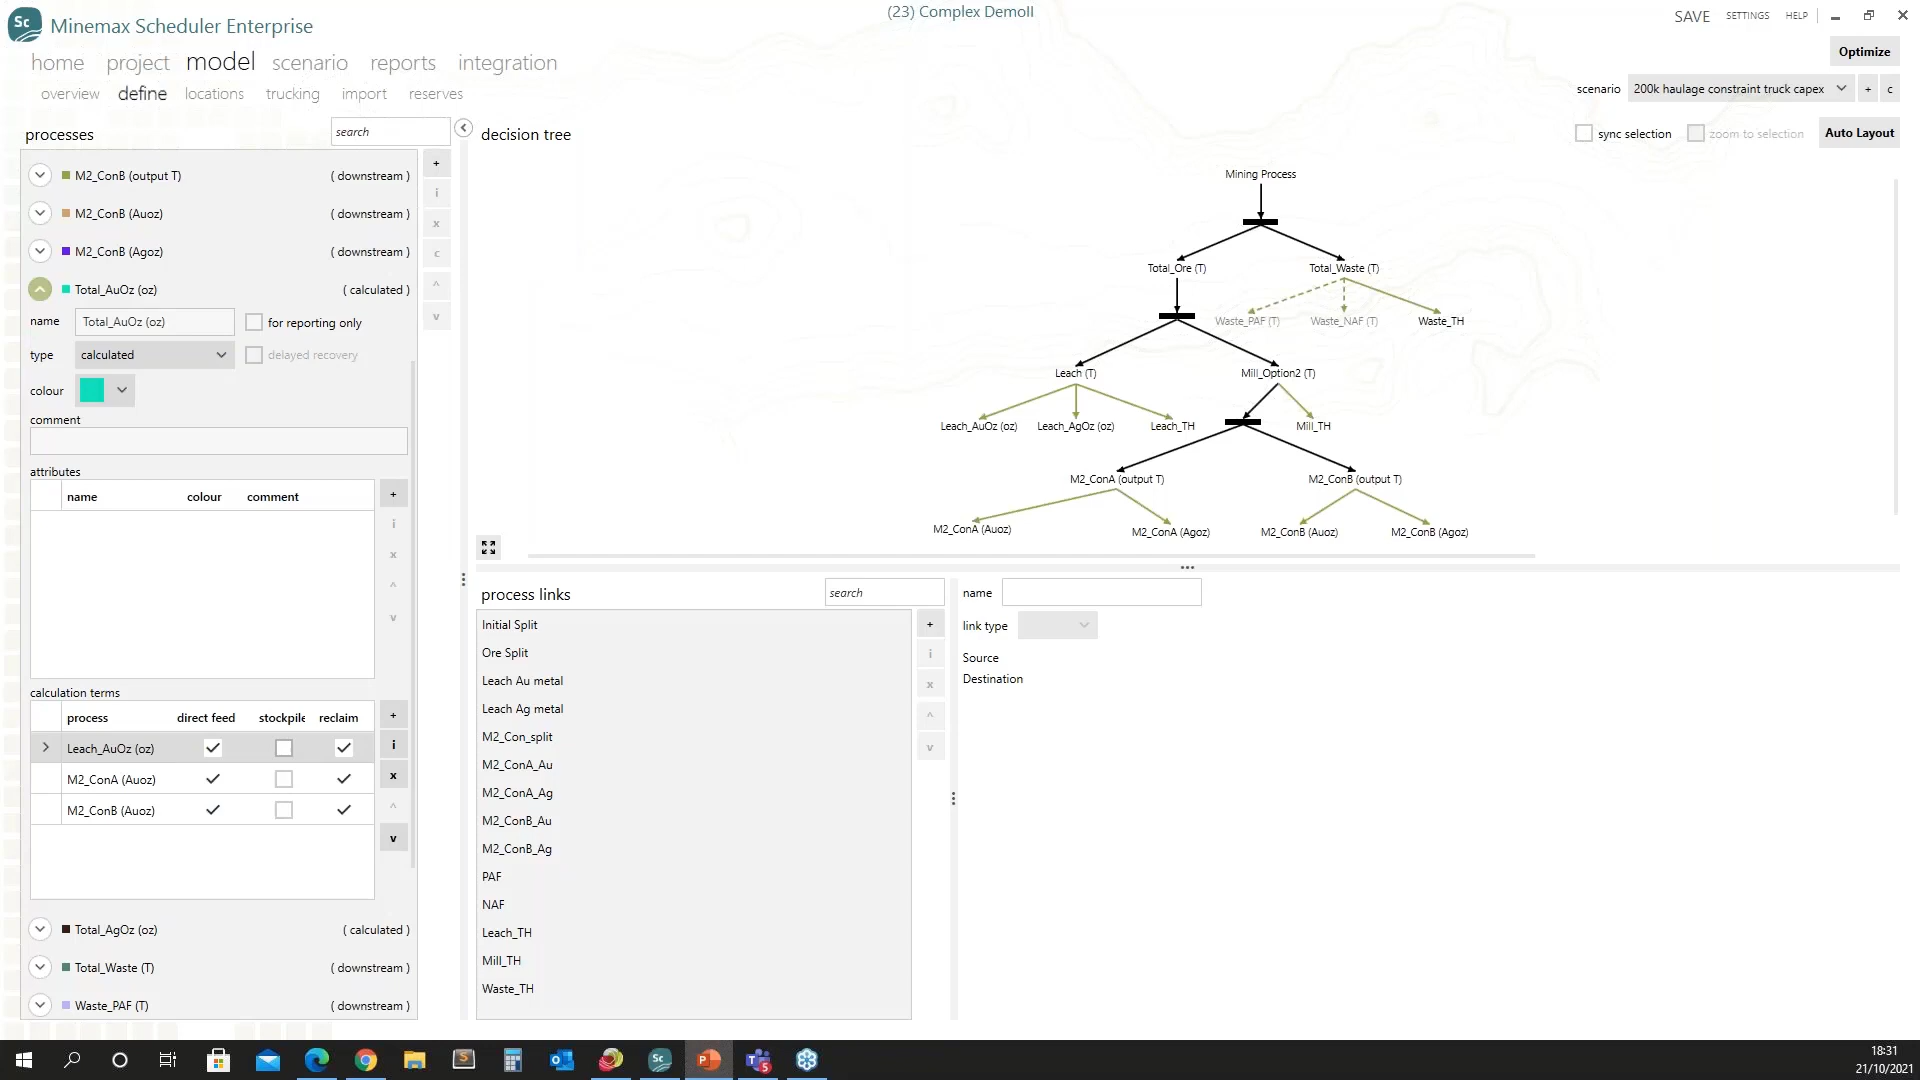 Sc
Minemax Scheduler Enterprise
(23) Complex DemoII
SAVE SETTINGS HELP
home project model scenario reports integration
Optimize
overview define locations trucking import reserves
scenario 200k haulage constraint truck capex + c
processes search
decision tree
sync selection zoom to selection Auto Layout
M2_ConB (output T) ( downstream )
M2_ConB (Auoz) ( downstream )
M2_ConB (Agoz) ( downstream )
Total_AuOz (oz) ( calculated )
+
i
x
c
^
v
name Total_AuOz (oz) for reporting only
type calculated delayed recovery
colour
comment
attributes
name colour comment
+
i
x
^
v
calculation terms
process direct feed stockpile reclaim +
Leach_AuOz (oz) i
M2_ConA (Auoz) x
M2_ConB (Auoz) ^
v
Total_AgOz (oz) ( calculated )
Total_Waste (T) ( downstream )
Waste_PAF (T) ( downstream )
Mining Process
Total_Ore (T) Total_Waste (T)
Waste_PAF (T) Waste_NAF (T) Waste_TH
Leach (T) Mill_Option2 (T)
Leach_AuOz (oz) Leach_AgOz (oz) Leach_TH Mill_TH
M2_ConA (output T) M2_ConB (output T)
M2_ConA (Auoz) M2_ConA (Agoz) M2_ConB (Auoz) M2_ConB (Agoz)
process links search
Initial Split
Ore Split
Leach Au metal
Leach Ag metal
M2_Con_split
M2_ConA_Au
M2_ConA_Ag
M2_ConB_Au
M2_ConB_Ag
PAF
NAF
Leach_TH
Mill_TH
Waste_TH
+
i
x
^
v
name
link type
Source
Destination
18:31
21/10/2021